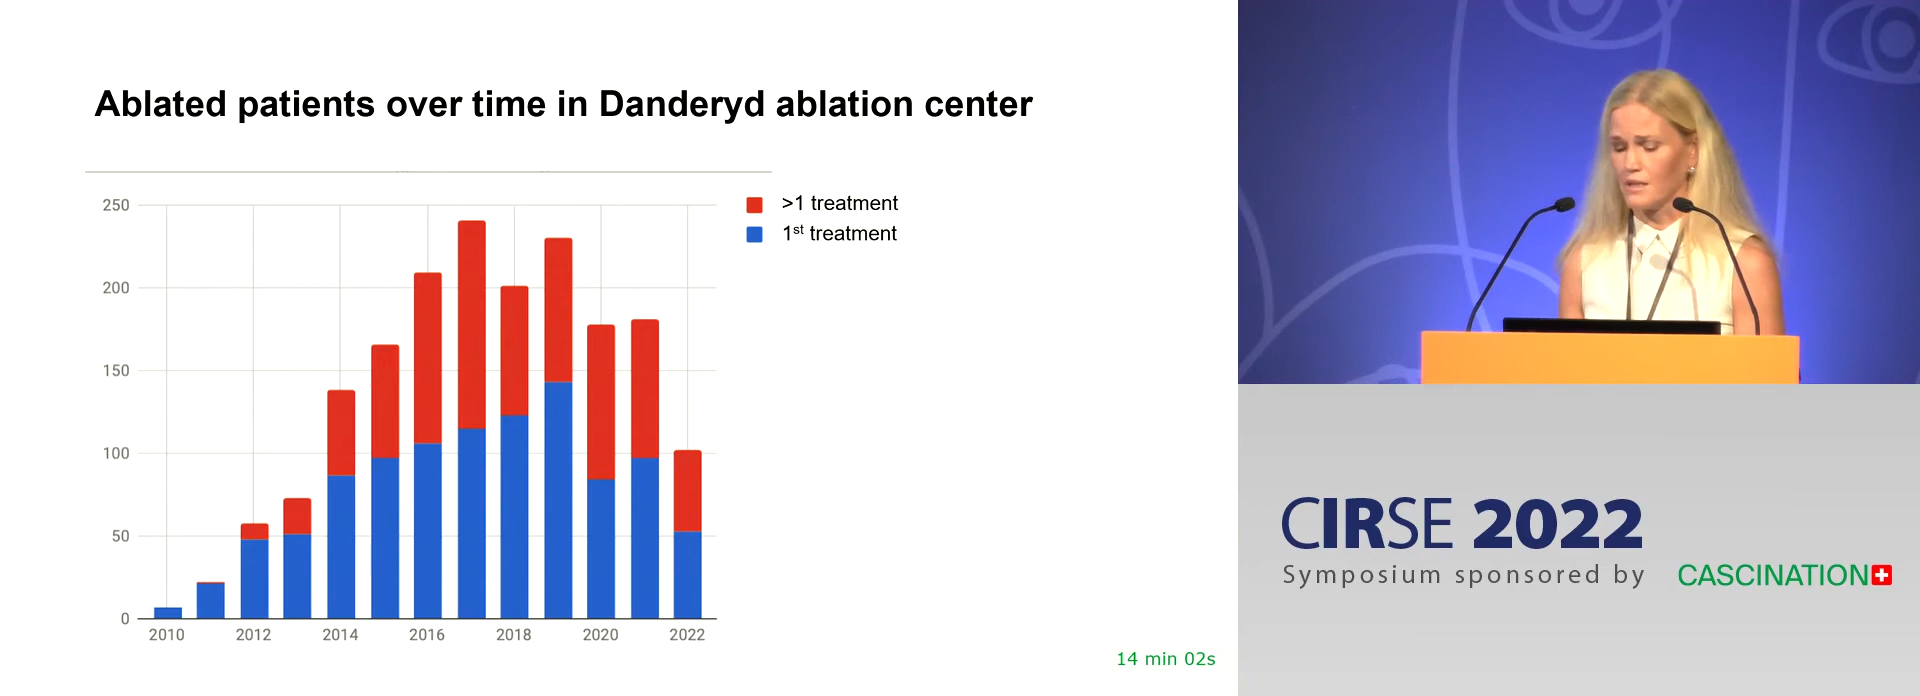 Ablated patients over time in Danderyd ablation center
>1 treatment
1st treatment
250
200
150
100
50
0
2010
2012
2014
2016
2018
2020
2022
14 min 02s
CIRSE 2022
Symposium sponsored by
CASCINATION